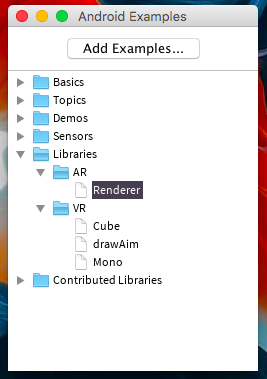 Android Examples
Add Examples...
Basics
Topics
Demos
Sensors
Libraries
AR
Renderer
VR
Cube
drawAim
Mono
Contributed Libraries